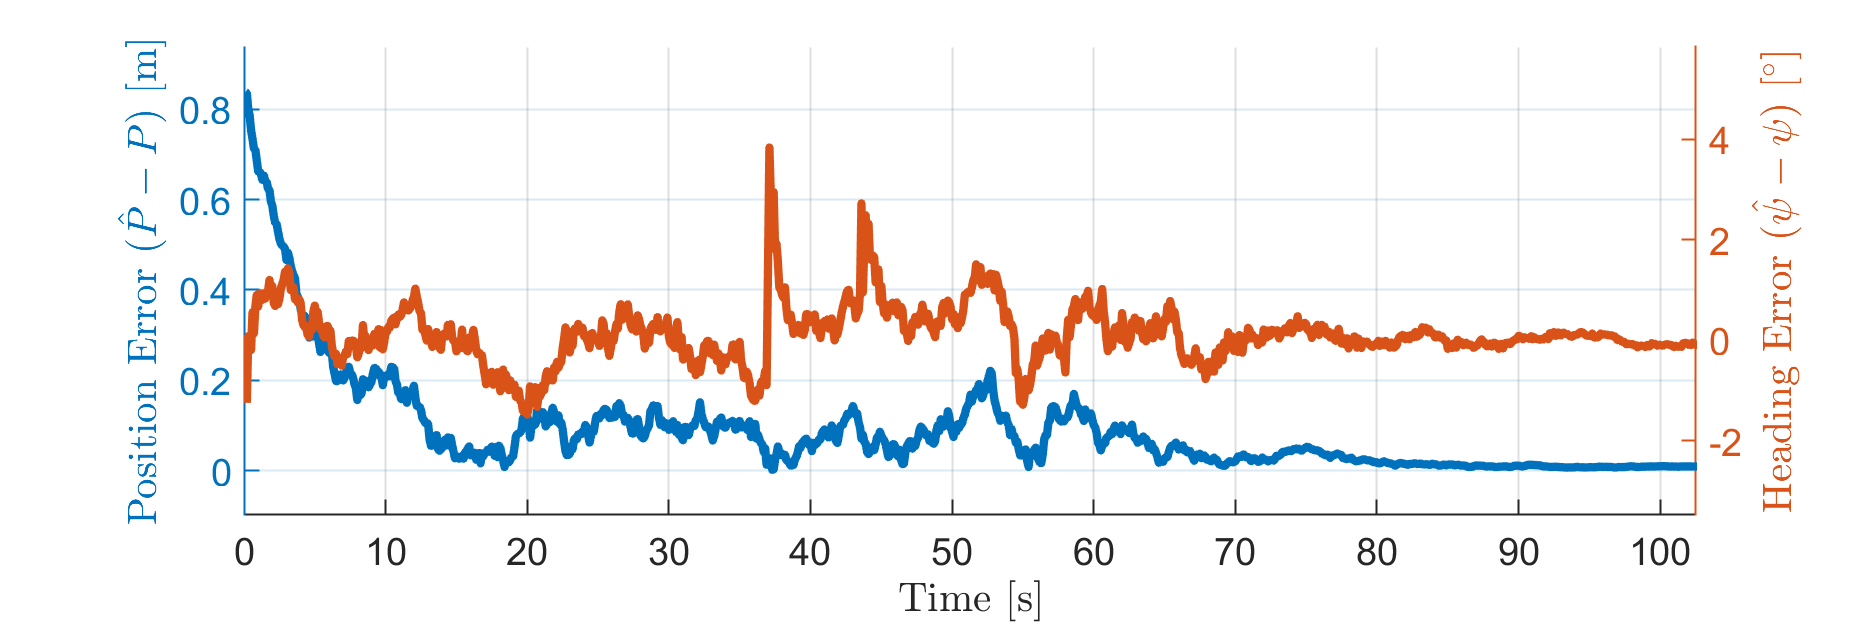 Position Error (P̂ − P) [m]
0.8
0.6
0.4
0.2
0
4
2
0
-2
Heading Error (ψ̂ − ψ) [°]
0 10 20 30 40 50 60 70 80 90 100
Time [s]